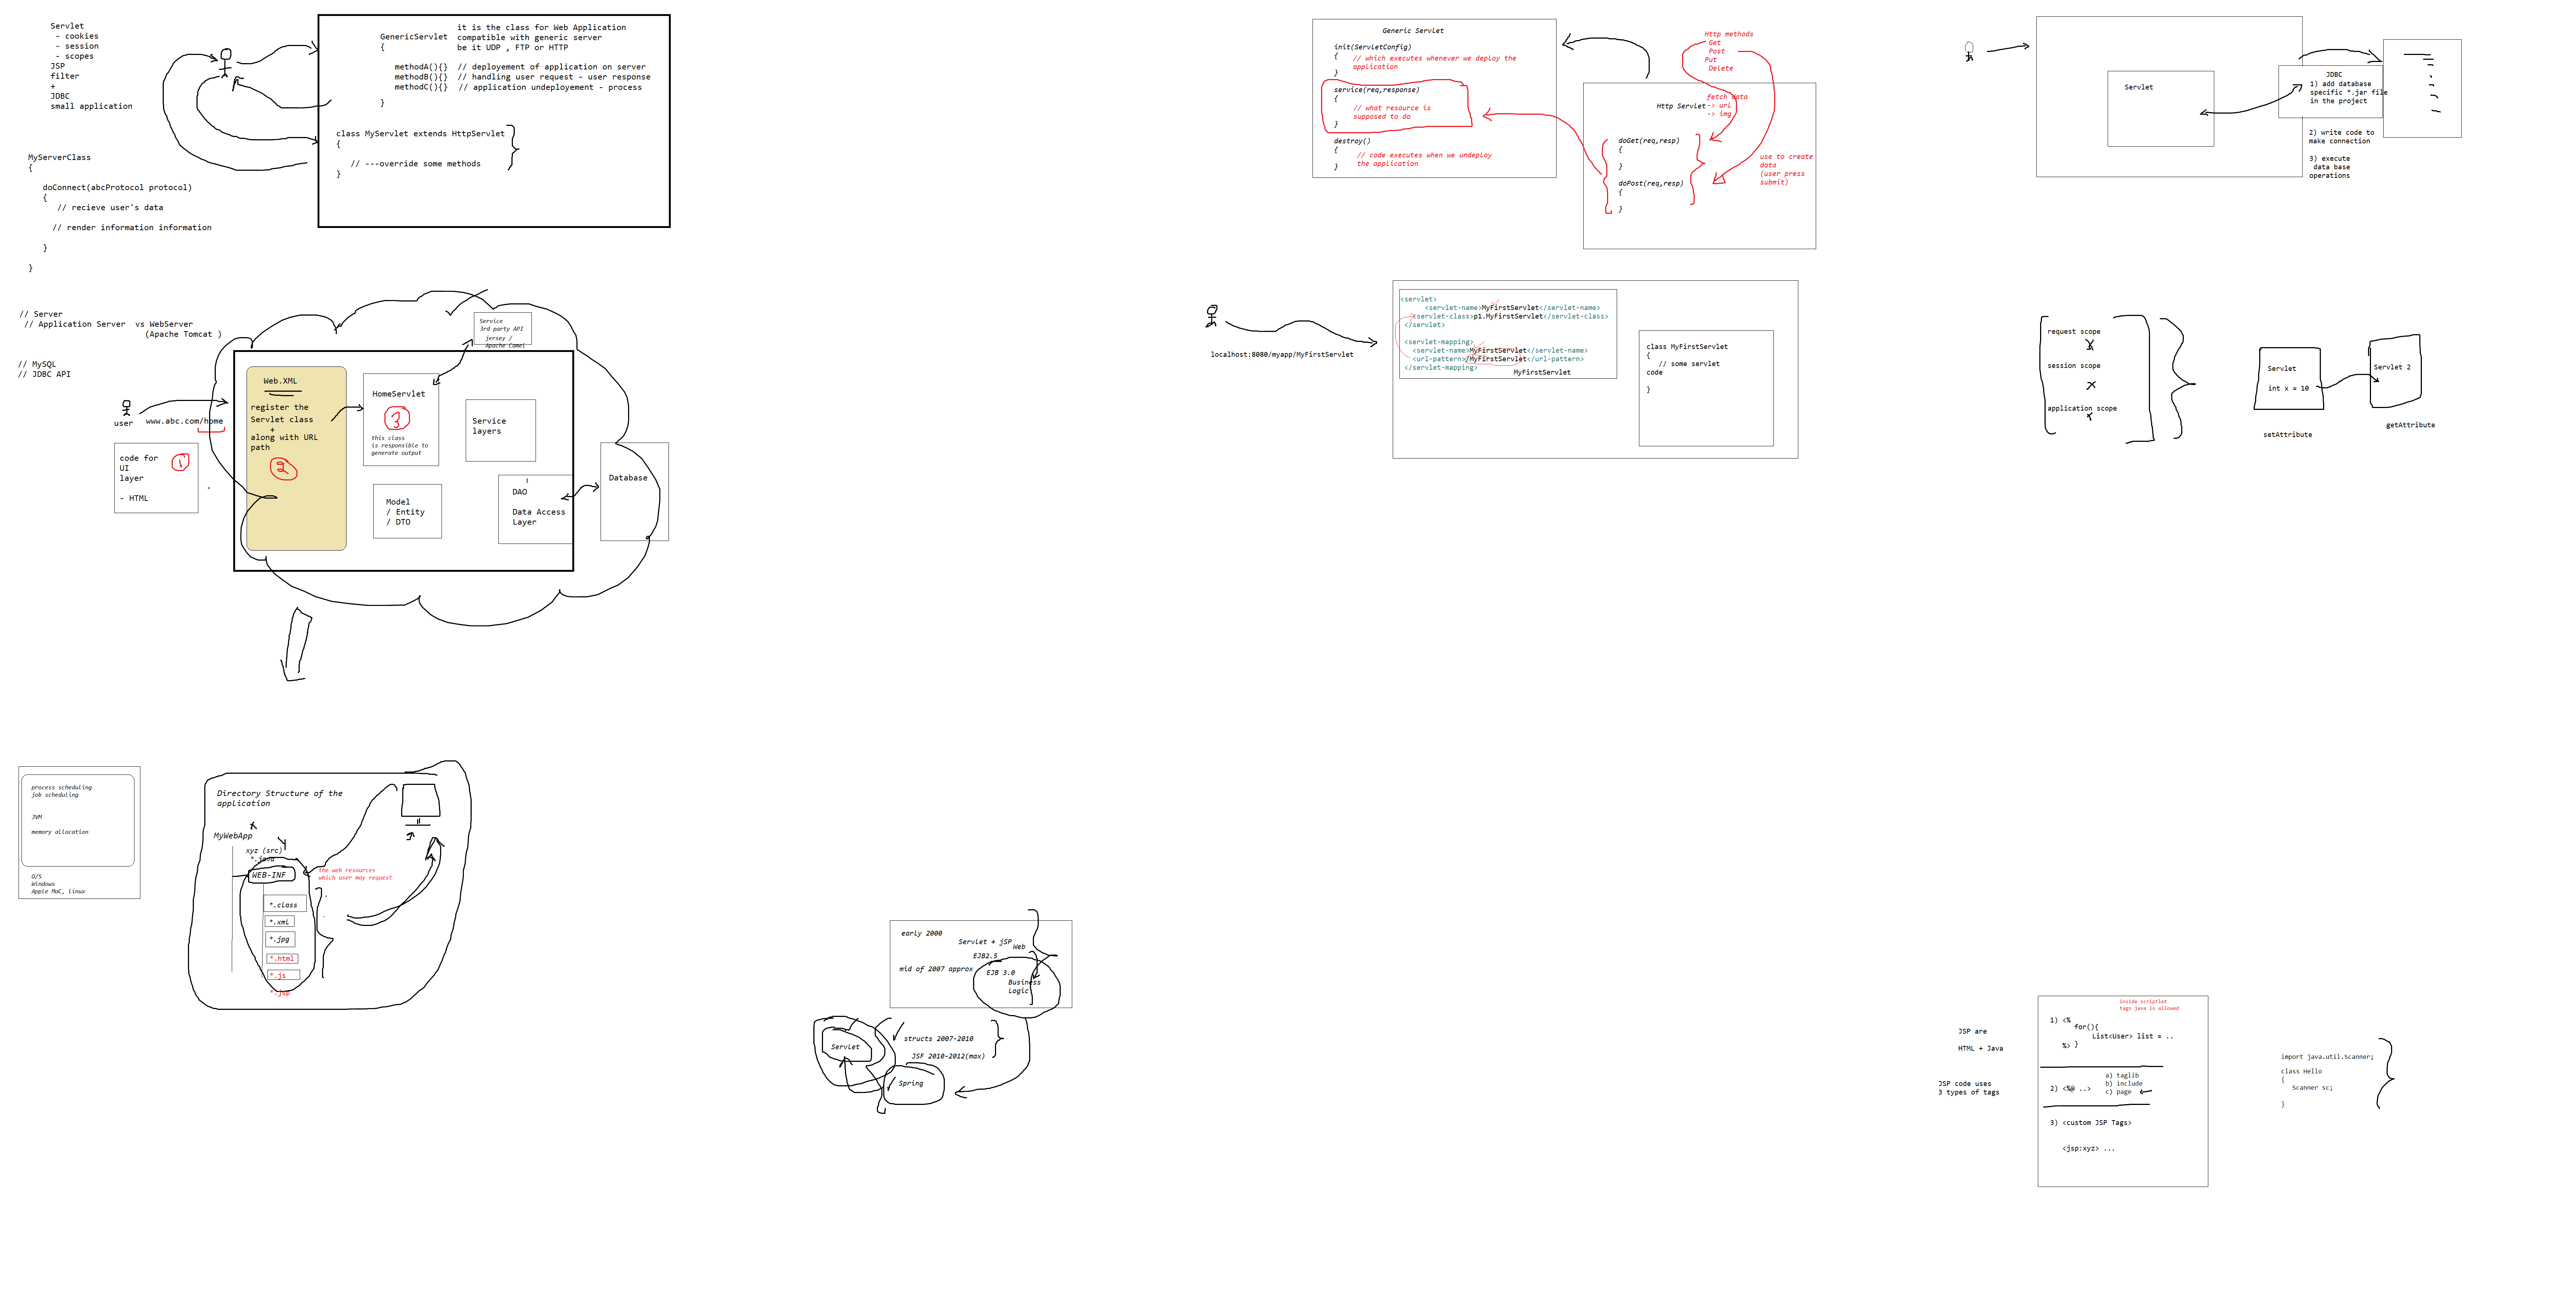 Servlet
- cookies
- session
- scopes
JSP
filter
+
JDBC
small application
MyServerClass
{
doConnect(abcProtocol protocol)
{
// recieve user's data
// render information information
}
}
it is the class for Web Application
compatible with generic server
be it UDP , FTP or HTTP
GenericServlet
{
methodA(){} // deployement of application on server
methodB(){} // handling user request - user response
methodC(){} // application undeployement - process
}
class MyServlet extends HttpServlet
{
// ---override some methods
}
Generic Servlet
init(ServletConfig)
{
// which executes whenever we deploy the
application
}
service(req,response)
{
// what resource is
supposed to do
}
destroy()
{
// code executes when we undeploy
the application
}
Http methods
Get
Post
Put
Delete
Http Servlet
fetch data
-> uri
-> img
doGet(req,resp)
{
}
doPost(req,resp)
{
}
use to create
data
(user press
submit)
Servlet
JDBC
1) add database
specific *.jar file
in the project
2) write code to
make connection
3) execute
data base
operations
// Server
// Application Server vs WebServer
(Apache Tomcat )
// MySQL
// JDBC API
user
www.abc.com/home
code for
UI
layer
- HTML
1
Web.XML
register the
Servlet class
+
along with URL
path
2
HomeServlet
3
this class
is responsible to
generate output
Service
3rd party API
jersey /
Apache Camel
Service
layers
Model
/ Entity
/ DTO
DAO
Data Access
Layer
Database
localhost:8080/myapp/MyFirstServlet
<servlet>
<servlet-name>MyFirstServlet</servlet-name>
<servlet-class>p1.MyFirstServlet</servlet-class>
</servlet>
<servlet-mapping>
<servlet-name>MyFirstServlet</servlet-name>
<url-pattern>/MyFirstServlet</url-pattern>
</servlet-mapping>
MyFirstServlet
class MyFirstServlet
{
// some servlet
code
}
request scope
x
session scope
x
application scope
x
Servlet
int x = 10
setAttribute
Servlet 2
getAttribute
process scheduling
job scheduling
JVM
memory allocation
O/S
Windows
Apple MaC, linux
Directory Structure of the
application
MyWebApp
xyz (src)
*.java
WEB-INF
the web resources
which user may request
*.class
*.xml
*.jpg
*.html
*.js
*.jsp
early 2000
Servlet + jSP
Web
EJB2.5
mid of 2007 approx
EJB 3.0
Business
Logic
Servlet
structs 2007-2010
JSF 2010-2012(max)
Spring
JSP are
HTML + Java
JSP code uses
3 types of tags
Inside scriptlet
tags java is allowed
1) <%
for(){
List<User> list = ..
%> }
2) <%@ ..>
a) taglib
b) include
c) page
3) <custom JSP Tags>
<jsp:xyz> ...
import java.util.Scanner;
class Hello
{
Scanner sc;
}